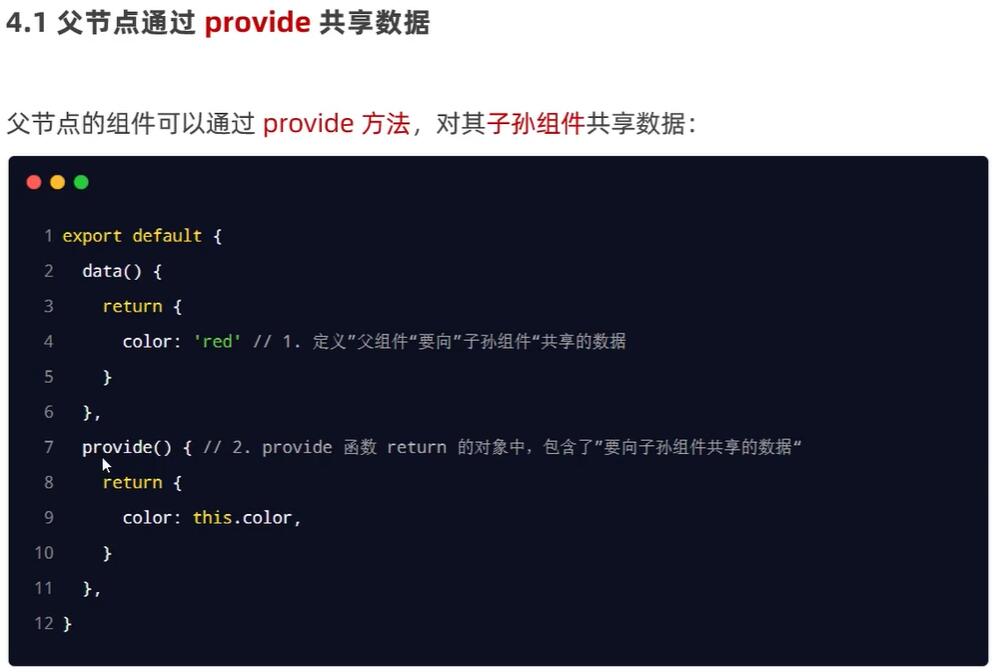 4.1 父节点通过 provide 共享数据
父节点的组件可以通过 provide 方法，对其子孙组件共享数据：
1 export default {
2 data() {
3 return {
4 color: 'red' // 1. 定义”父组件“要向”子孙组件“共享的数据
5 }
6 },
7 provide() { // 2. provide 函数 return 的对象中，包含了”要向子孙组件共享的数据“
8 return {
9 color: this.color,
10 }
11 },
12 }